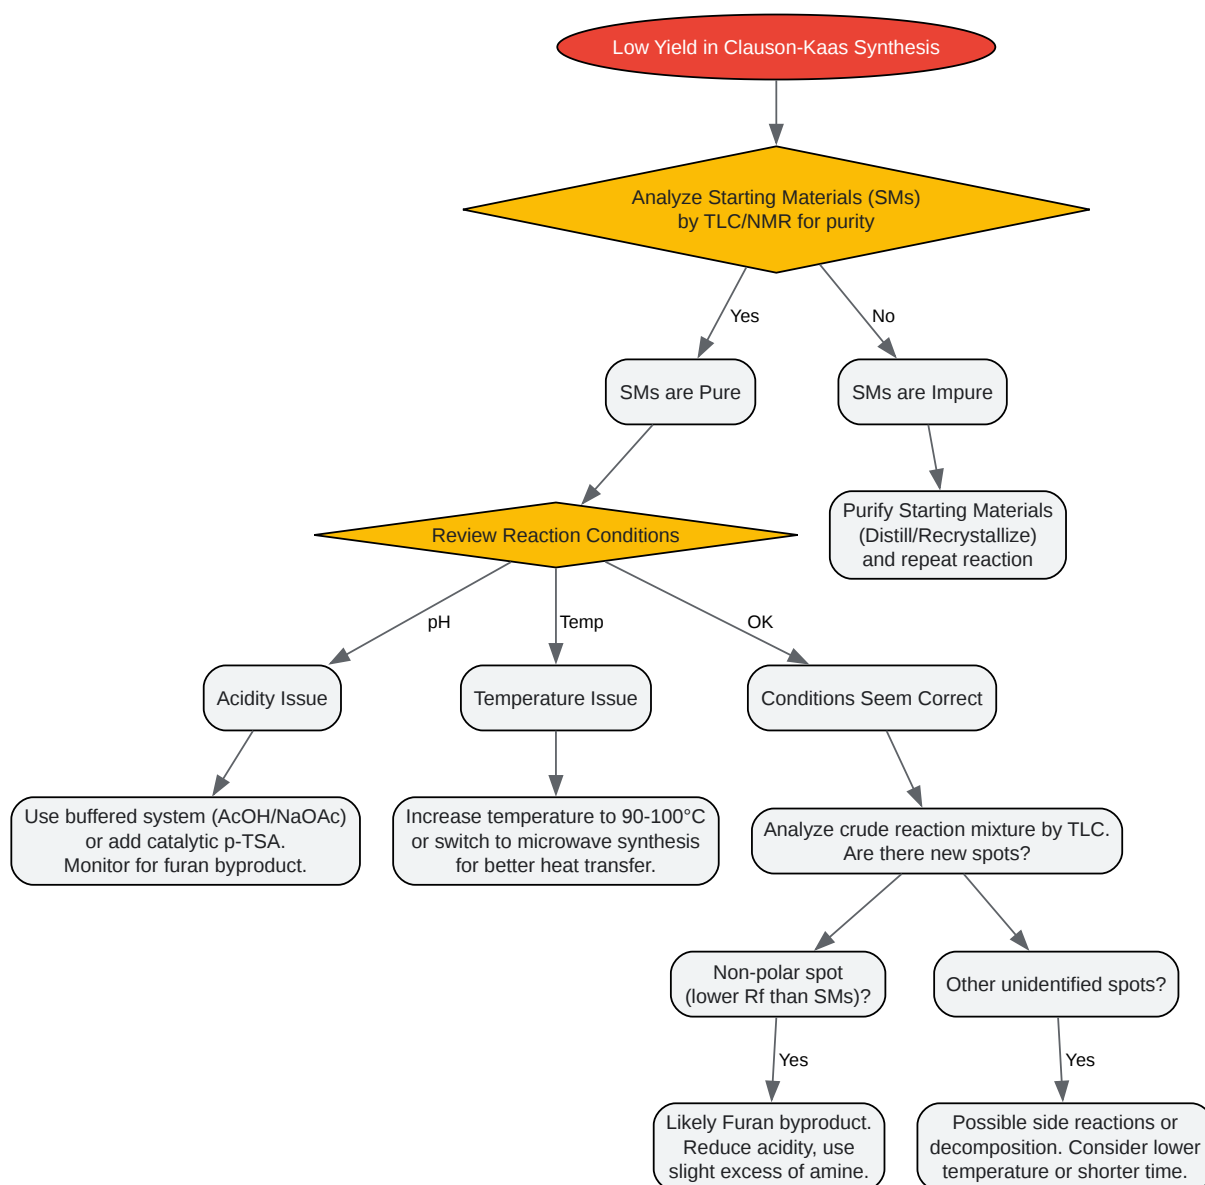 Low Yield in Clauson-Kaas Synthesis
Analyze Starting Materials (SMs)
by TLC/NMR for purity
Yes
No
SMs are Pure
SMs are Impure
Purify Starting Materials
(Distill/Recrystallize)
and repeat reaction
Review Reaction Conditions
pH
Temp
OK
Acidity Issue
Temperature Issue
Conditions Seem Correct
Use buffered system (AcOH/NaOAc)
or add catalytic p-TSA.
Monitor for furan byproduct.
Increase temperature to 90-100°C
or switch to microwave synthesis
for better heat transfer.
Analyze crude reaction mixture by TLC.
Are there new spots?
Non-polar spot
(lower Rf than SMs)?
Other unidentified spots?
Yes
Yes
Likely Furan byproduct.
Reduce acidity, use
slight excess of amine.
Possible side reactions or
decomposition. Consider lower
temperature or shorter time.